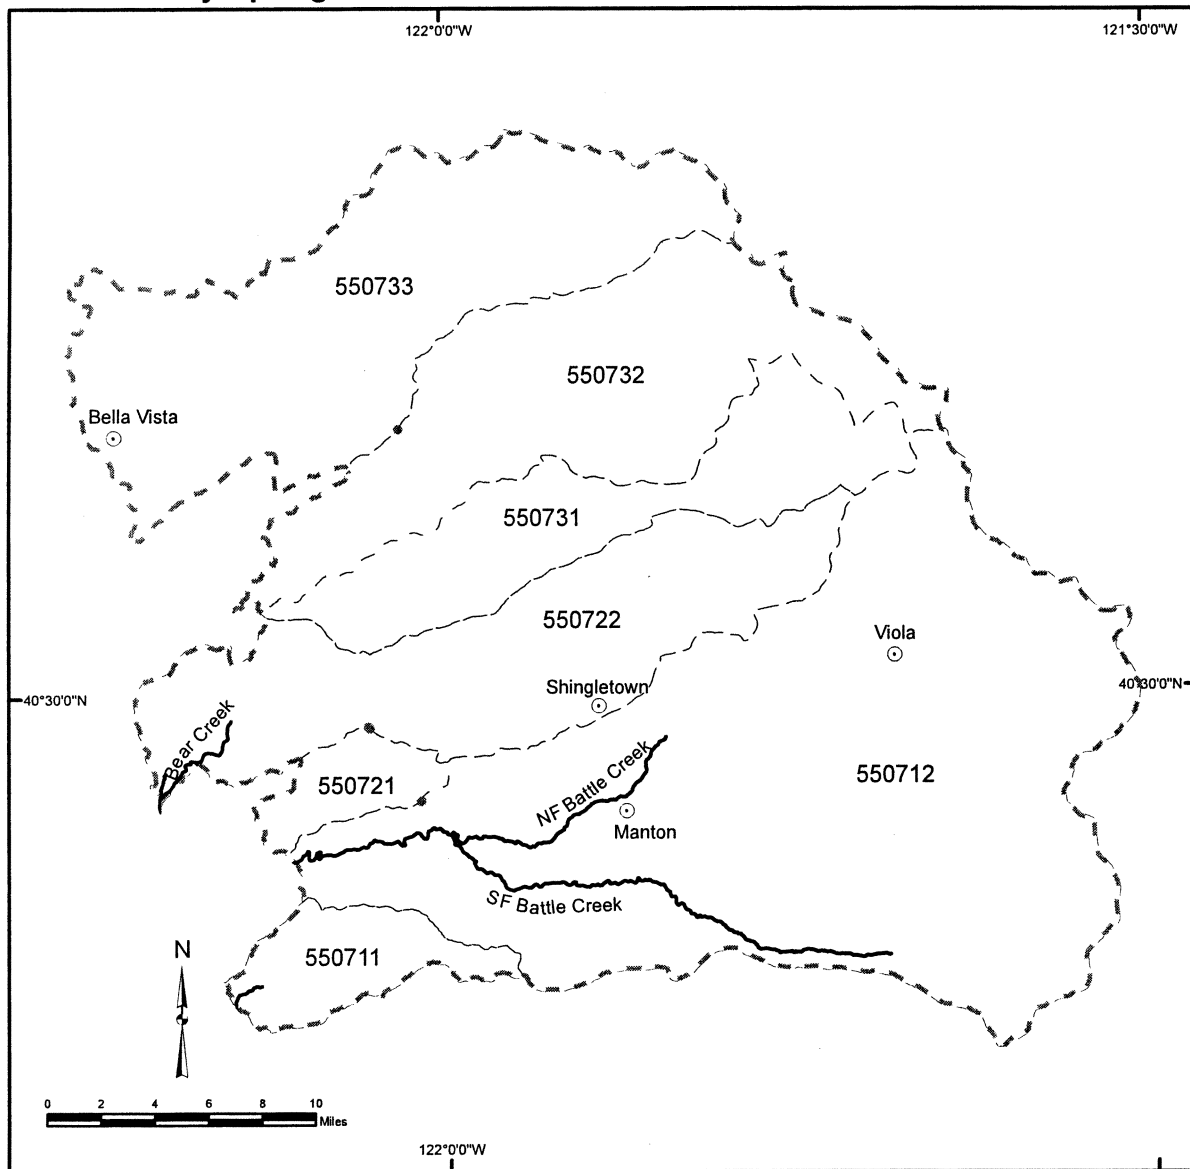 122°0'0"W
121°30'0"W
550733
550732
Bella Vista
550731
550722
Viola
Shingletown
40°30'0"N
40°30'0"N
Bear Creek
NF Battle Creek
550712
550721
Manton
SF Battle Creek
N
550711
0 2 4 6 8 10
Miles
122°0'0"W